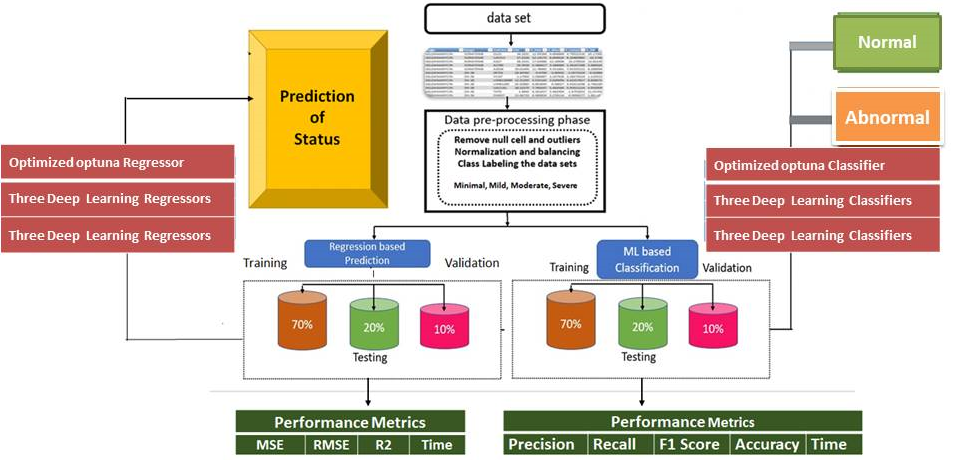 data set
Normal
Abnormal
Prediction
of
Status
Data pre-processing phase
Remove null cell and outliers
Normalization and balancing
Class Labeling the data sets
Minimal, Mild, Moderate, Severe
Optimized optuna Regressor
Three Deep Learning Regressors
Three Deep Learning Regressors
Optimized optuna Classifier
Three Deep Learning Classifiers
Three Deep Learning Classifiers
Regression based
Prediction
ML based
Classification
Training
Validation
Training
Validation
70%
20%
10%
70%
20%
10%
Testing
Testing
Performance Metrics
MSE RMSE R2 Time
Performance Metrics
Precision Recall F1 Score Accuracy Time